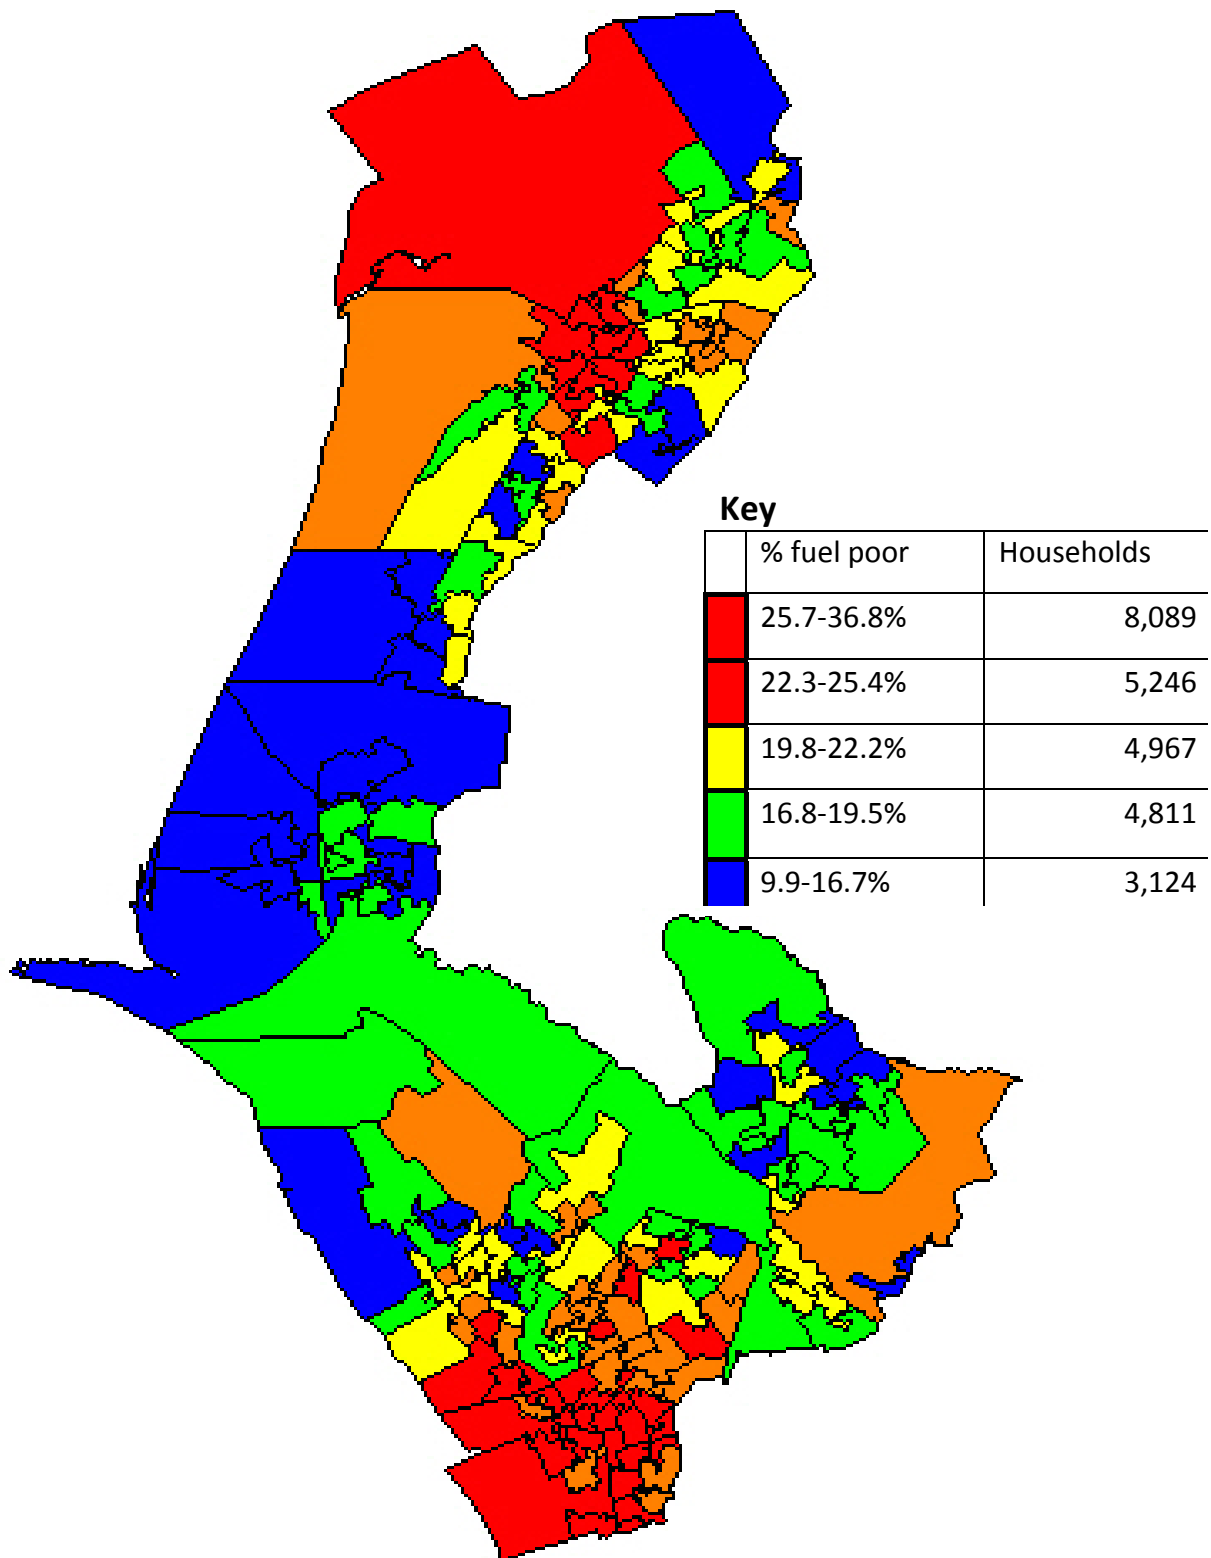 Key
% fuel poor Households
25.7-36.8% 8,089
22.3-25.4% 5,246
19.8-22.2% 4,967
16.8-19.5% 4,811
9.9-16.7% 3,124